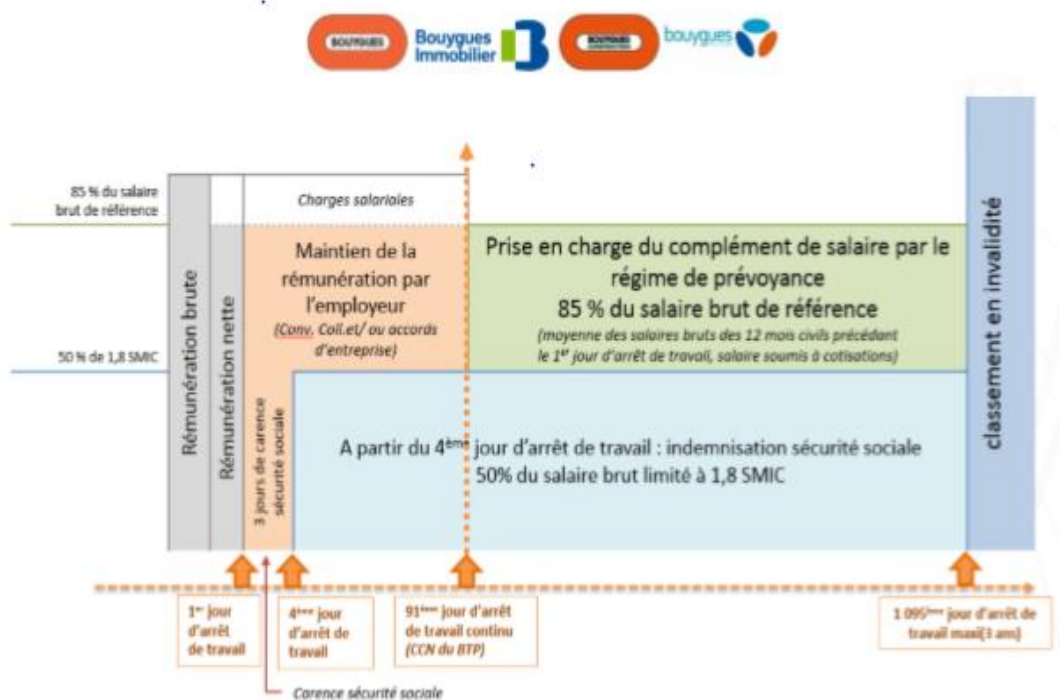 BOUYGUES
Bouygues
Immobilier
BOUYGUES
CONSTRUCTION
bouygues
85 % du salaire
brut de référence
50 % de 1,8 SMIC
Rémunération brute
Rémunération nette
Charges salariales
Maintien de la
rémunération par
l'employeur
(Conv. Coll.et/ ou accords
d'entreprise)
3 jours de carence
sécurité sociale
Prise en charge du complément de salaire par le
régime de prévoyance
85 % du salaire brut de référence
(moyenne des salaires bruts des 12 mois civils précédant
le 1er jour d'arrêt de travail, salaire soumis à cotisations)
A partir du 4ème jour d'arrêt de travail : indemnisation sécurité sociale
50% du salaire brut limité à 1,8 SMIC
classement en invalidité
1er jour
d'arrêt
de travail
4ème jour
d'arrêt de
travail
91ème jour d'arrêt
de travail continu
(CCN du BTP)
1 095ème jour d'arrêt de
travail maxi(3 ans)
Carence sécurité sociale